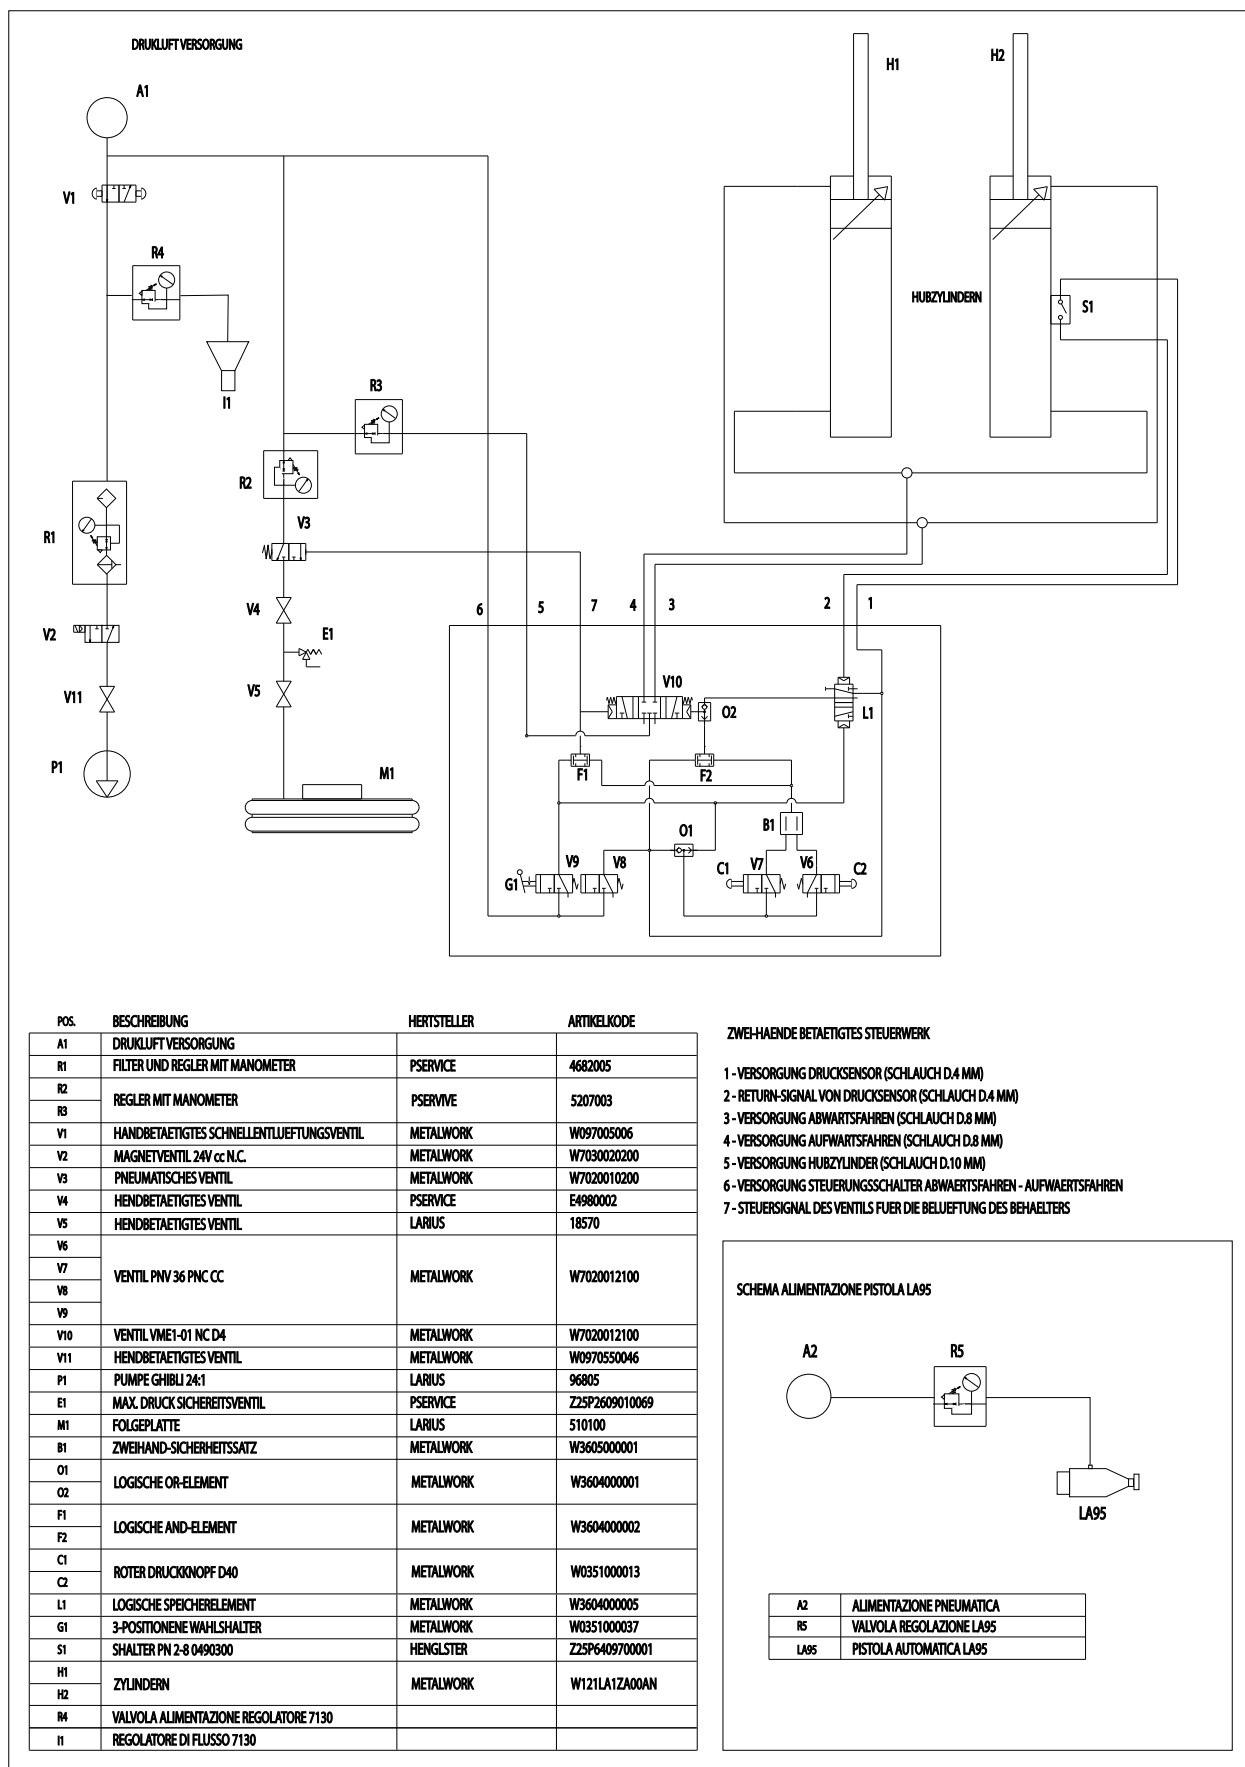 DRUKLUFT VERSORGUNG
A1
H1
H2
V1
R4
HUBZYLINDERN
S1
I1
R3
R2
R1
V3
V4
6
5
7
4
3
2
1
V2
E1
V5
V10
V11
O2
L1
P1
F1
F2
M1
B1
O1
V9
V8
C1
V7
V6
C2
G1
POS. BESCHREIBUNG HERTSTELLER ARTIKELKODE
A1 DRUKLUFT VERSORGUNG
R1 FILTER UND REGLER MIT MANOMETER PSERVICE 4682005
R2
REGLER MIT MANOMETER PSERVIVE 5207003
R3
V1 HANDBETAETIGTES SCHNELLENTLUEFTUNGSVENTIL METALWORK W097005006
V2 MAGNETVENTIL 24V cc N.C. METALWORK W7030020200
V3 PNEUMATISCHES VENTIL METALWORK W7020010200
V4 HENDBETAETIGTES VENTIL PSERVICE E4980002
V5 HENDBETAETIGTES VENTIL LARIUS 18570
V6
V7
VENTIL PNV 36 PNC CC METALWORK W7020012100
V8
V9
V10 VENTIL VME1-01 NC D4 METALWORK W7020012100
V11 HENDBETAETIGTES VENTIL METALWORK W0970550046
P1 PUMPE GHIBLI 24:1 LARIUS 96805
E1 MAX. DRUCK SICHEREITSVENTIL PSERVICE Z25P2609010069
M1 FOLGEPLATTE LARIUS 510100
B1 ZWEIHAND-SICHERHEITSSATZ METALWORK W3605000001
O1
LOGISCHE OR-ELEMENT METALWORK W3604000001
O2
F1
LOGISCHE AND-ELEMENT METALWORK W3604000002
F2
C1
ROTER DRUCKKNOPF D40 METALWORK W0351000013
C2
L1 LOGISCHE SPEICHERELEMENT METALWORK W3604000005
G1 3-POSITIONENE WAHLSHALTER METALWORK W0351000037
S1 SHALTER PN 2-8 0490300 HENGLSTER Z25P6409700001
H1
ZYLINDERN METALWORK W121LA1ZA00AN
H2
R4 VALVOLA ALIMENTAZIONE REGOLATORE 7130
I1 REGOLATORE DI FLUSSO 7130
ZWEI-HAENDE BETAETIGTES STEUERWERK
1 - VERSORGUNG DRUCKSENSOR (SCHLAUCH D.4 MM)
2 - RETURN-SIGNAL VON DRUCKSENSOR (SCHLAUCH D.4 MM)
3 - VERSORGUNG ABWARTSFAHREN (SCHLAUCH D.8 MM)
4 - VERSORGUNG AUFWARTSFAHREN (SCHLAUCH D.8 MM)
5 - VERSORGUNG HUBZYLINDER (SCHLAUCH D.10 MM)
6 - VERSORGUNG STEUERUNGSSCHALTER ABWAERTSFAHREN - AUFWAERTSFAHREN
7 - STEUERSIGNAL DES VENTILS FUER DIE BELUEFTUNG DES BEHAELTERS
SCHEMA ALIMENTAZIONE PISTOLA LA95
A2
R5
LA95
A2 ALIMENTAZIONE PNEUMATICA
R5 VALVOLA REGOLAZIONE LA95
LA95 PISTOLA AUTOMATICA LA95